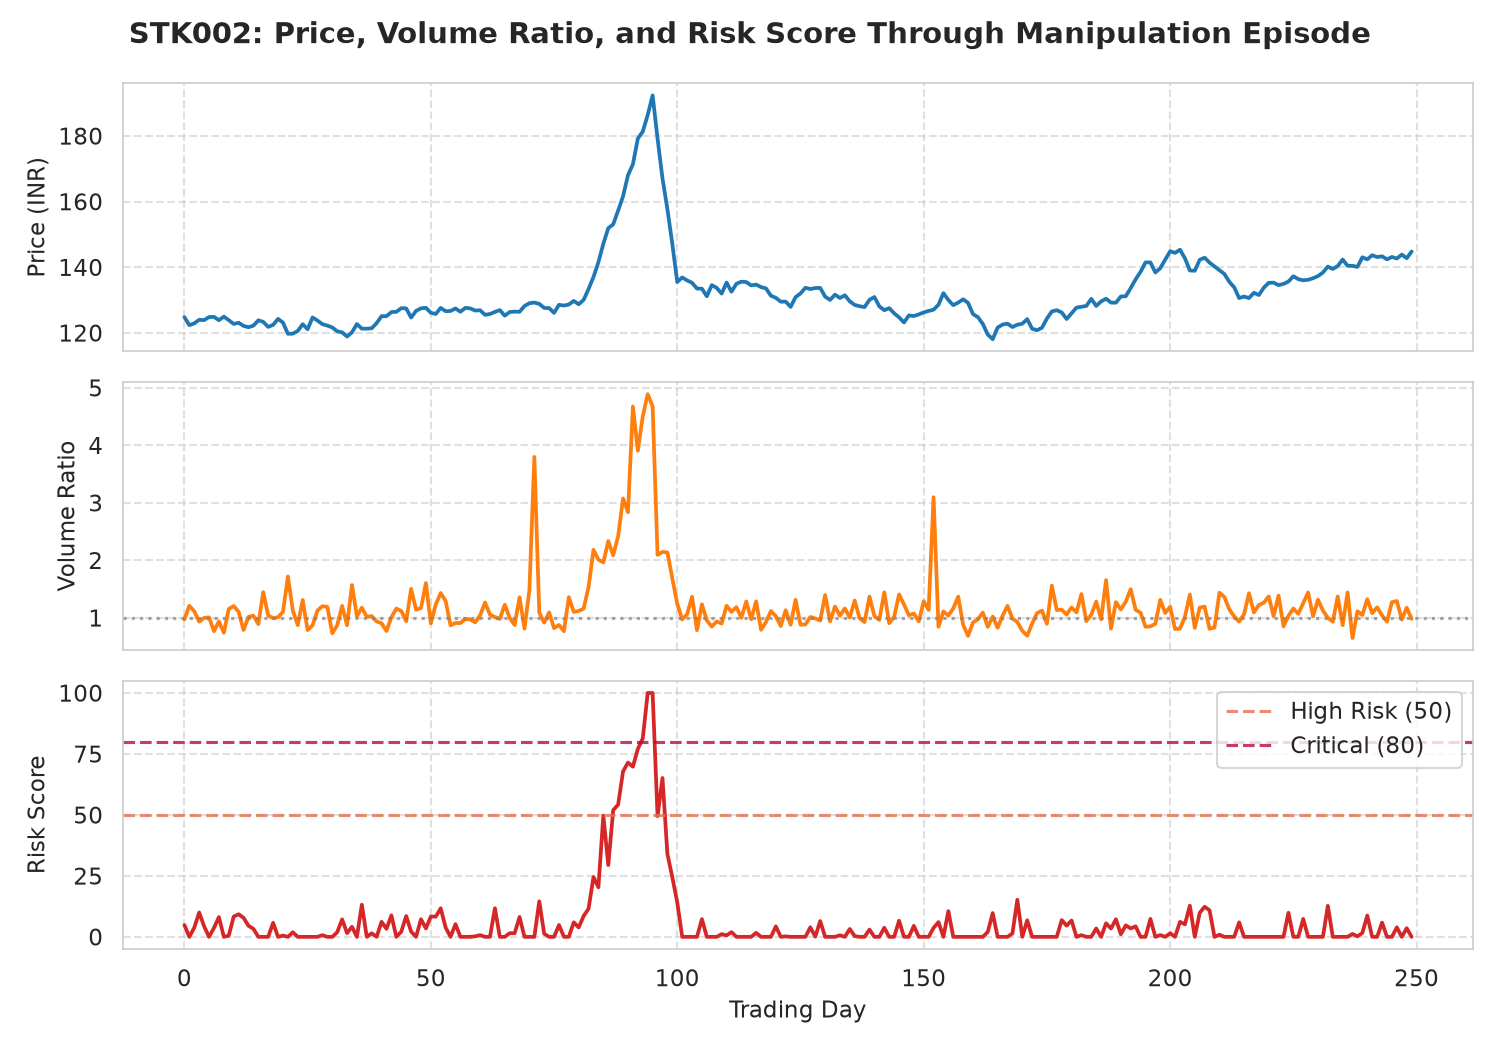 STK002: Price, Volume Ratio, and Risk Score Through Manipulation Episode
Price (INR)
180
160
140
120
Volume Ratio
5
4
3
2
1
Risk Score
100
75
50
25
0
High Risk (50)
Critical (80)
0 50 100 150 200 250
Trading Day